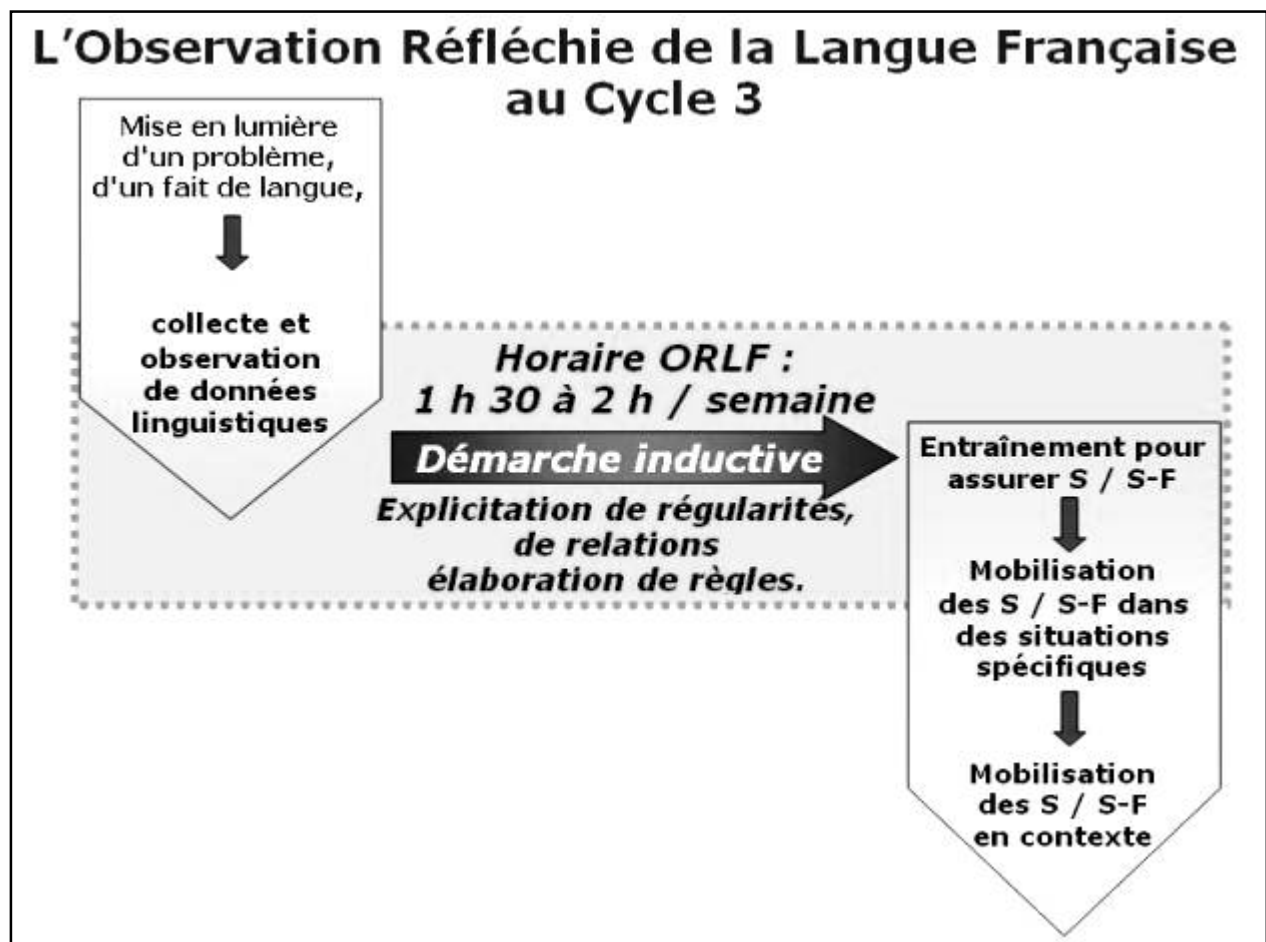 L'Observation Réfléchie de la Langue Française
au Cycle 3
Mise en lumière
d'un problème,
d'un fait de langue,
collecte et
observation
de données
linguistiques
Horaire ORLF :
1 h 30 à 2 h / semaine
Démarche inductive
Explicitation de régularités,
de relations
élaboration de règles.
Entraînement pour
assurer S / S-F
Mobilisation
des S / S-F dans
des situations
spécifiques
Mobilisation
des S / S-F
en contexte